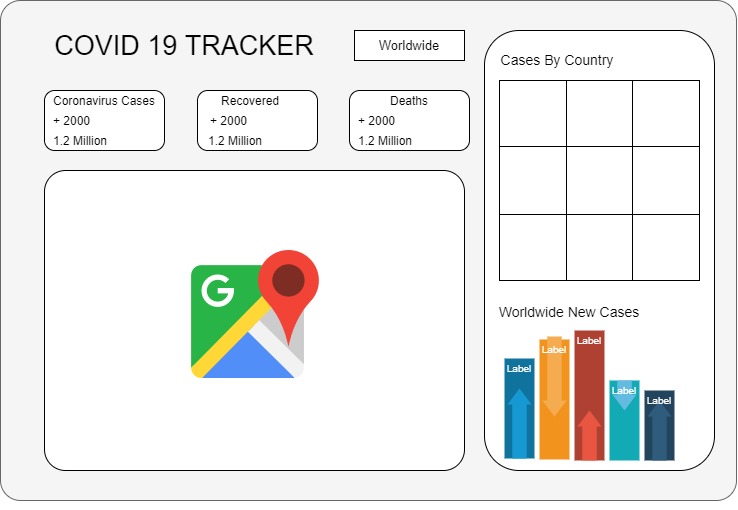 COVID 19 TRACKER
Worldwide
Coronavirus Cases
+ 2000
1.2 Million
Recovered
+ 2000
1.2 Million
Deaths
+ 2000
1.2 Million
G
Cases By Country
Worldwide New Cases
Label
Label
Label
Label
Label